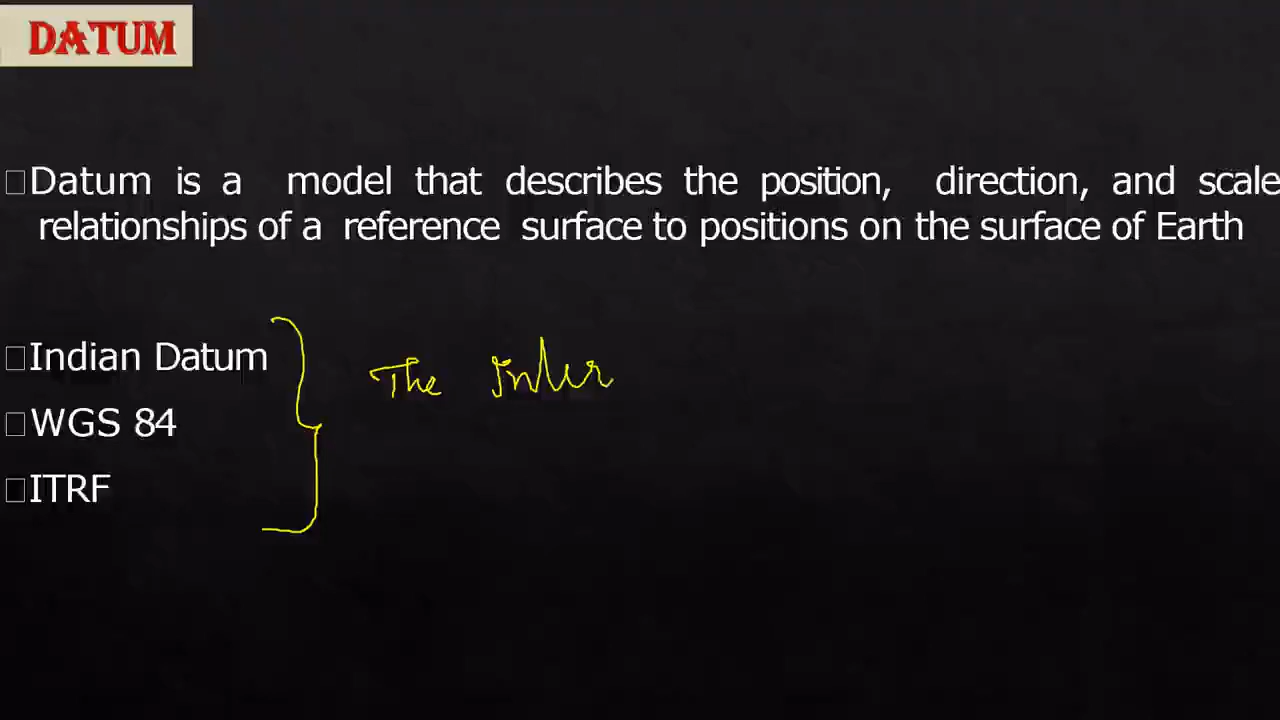 DATUM
Datum is a model that describes the position, direction, and scale
relationships of a reference surface to positions on the surface of Earth
Indian Datum
The Inter
WGS 84
ITRF